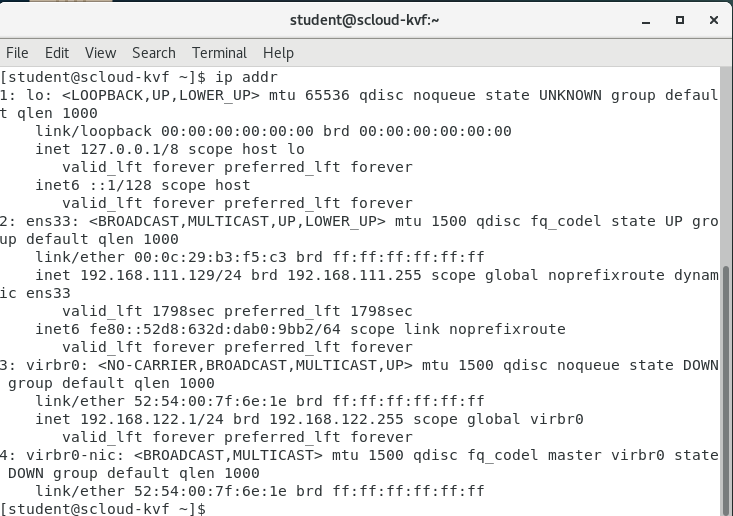 student@scloud-kvf:~
File Edit View Search Terminal Help
[student@scloud-kvf ~]$ ip addr
1: lo: <LOOPBACK,UP,LOWER_UP> mtu 65536 qdisc noqueue state UNKNOWN group defaul
t qlen 1000
    link/loopback 00:00:00:00:00:00 brd 00:00:00:00:00:00
    inet 127.0.0.1/8 scope host lo
       valid_lft forever preferred_lft forever
    inet6 ::1/128 scope host
       valid_lft forever preferred_lft forever
2: ens33: <BROADCAST,MULTICAST,UP,LOWER_UP> mtu 1500 qdisc fq_codel state UP gro
up default qlen 1000
    link/ether 00:0c:29:b3:f5:c3 brd ff:ff:ff:ff:ff:ff
    inet 192.168.111.129/24 brd 192.168.111.255 scope global noprefixroute dynam
ic ens33
       valid_lft 1798sec preferred_lft 1798sec
    inet6 fe80::52d8:632d:dab0:9bb2/64 scope link noprefixroute
       valid_lft forever preferred_lft forever
3: virbr0: <NO-CARRIER,BROADCAST,MULTICAST,UP> mtu 1500 qdisc noqueue state DOWN
 group default qlen 1000
    link/ether 52:54:00:7f:6e:1e brd ff:ff:ff:ff:ff:ff
    inet 192.168.122.1/24 brd 192.168.122.255 scope global virbr0
       valid_lft forever preferred_lft forever
4: virbr0-nic: <BROADCAST,MULTICAST> mtu 1500 qdisc fq_codel master virbr0 state
 DOWN group default qlen 1000
    link/ether 52:54:00:7f:6e:1e brd ff:ff:ff:ff:ff:ff
[student@scloud-kvf ~]$